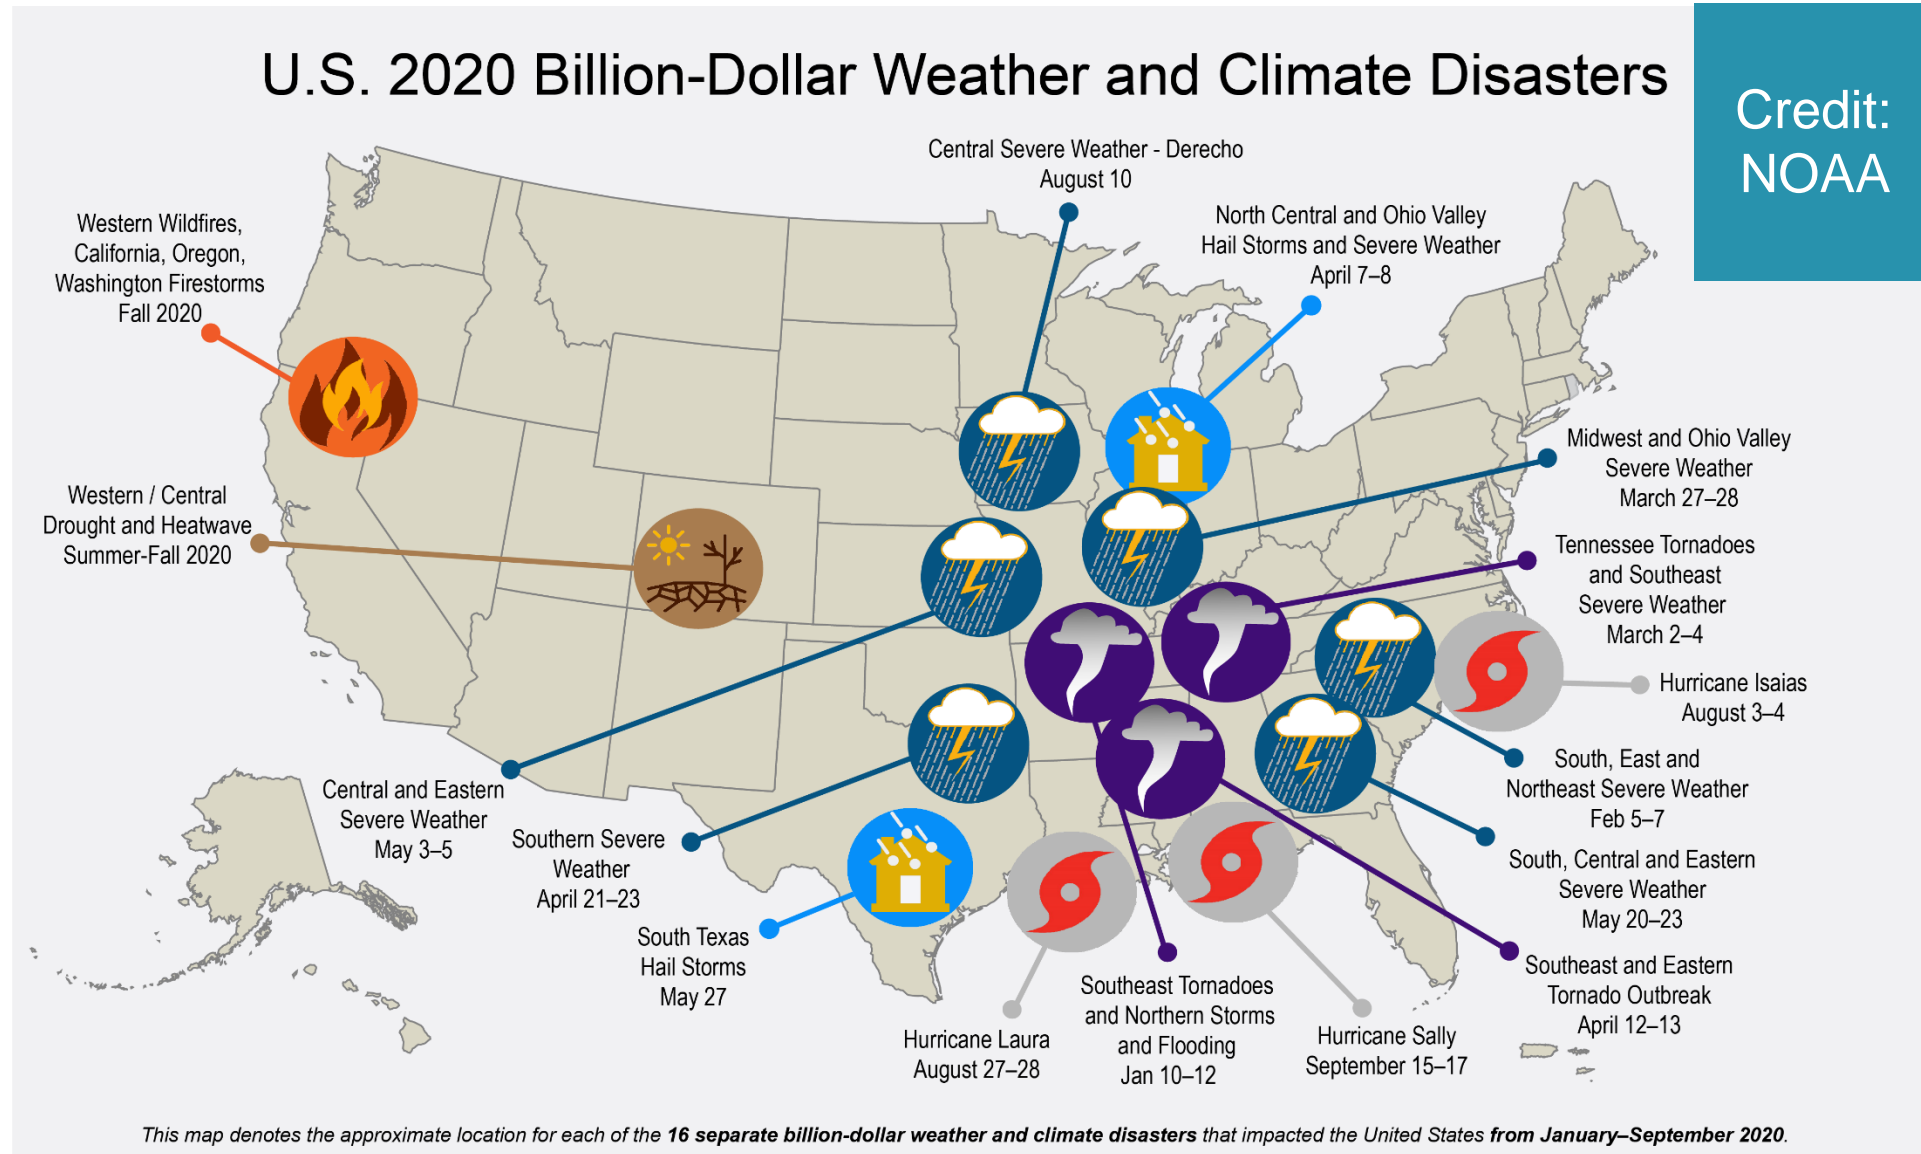 U.S. 2020 Billion-Dollar Weather and Climate Disasters
Credit:
NOAA
Central Severe Weather - Derecho
August 10
North Central and Ohio Valley
Hail Storms and Severe Weather
April 7–8
Western Wildfires,
California, Oregon,
Washington Firestorms
Fall 2020
Midwest and Ohio Valley
Severe Weather
March 27–28
Western / Central
Drought and Heatwave
Summer-Fall 2020
Tennessee Tornadoes
and Southeast
Severe Weather
March 2–4
Hurricane Isaias
August 3–4
South, East and
Northeast Severe Weather
Feb 5–7
Central and Eastern
Severe Weather
May 3–5
Southern Severe
Weather
April 21–23
South, Central and Eastern
Severe Weather
May 20–23
South Texas
Hail Storms
May 27
Southeast and Eastern
Tornado Outbreak
April 12–13
Hurricane Laura
August 27–28
Southeast Tornadoes
and Northern Storms
and Flooding
Jan 10–12
Hurricane Sally
September 15–17
This map denotes the approximate location for each of the 16 separate billion-dollar weather and climate disasters that impacted the United States from January–September 2020.